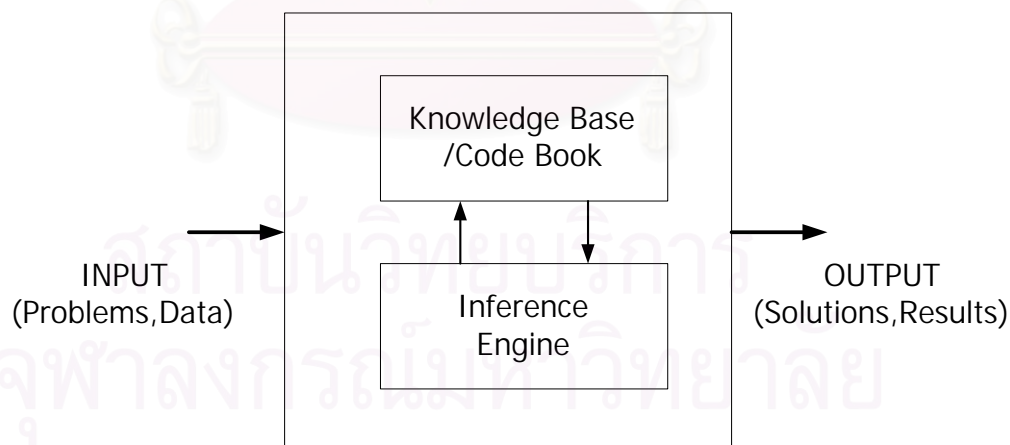 Knowledge Base
/Code Book
INPUT
(Problems,Data)
Inference
Engine
OUTPUT
(Solutions,Results)
สถาบันวิทยบริการ
จุฬาลงกรณ์มหาวิทยาลัย